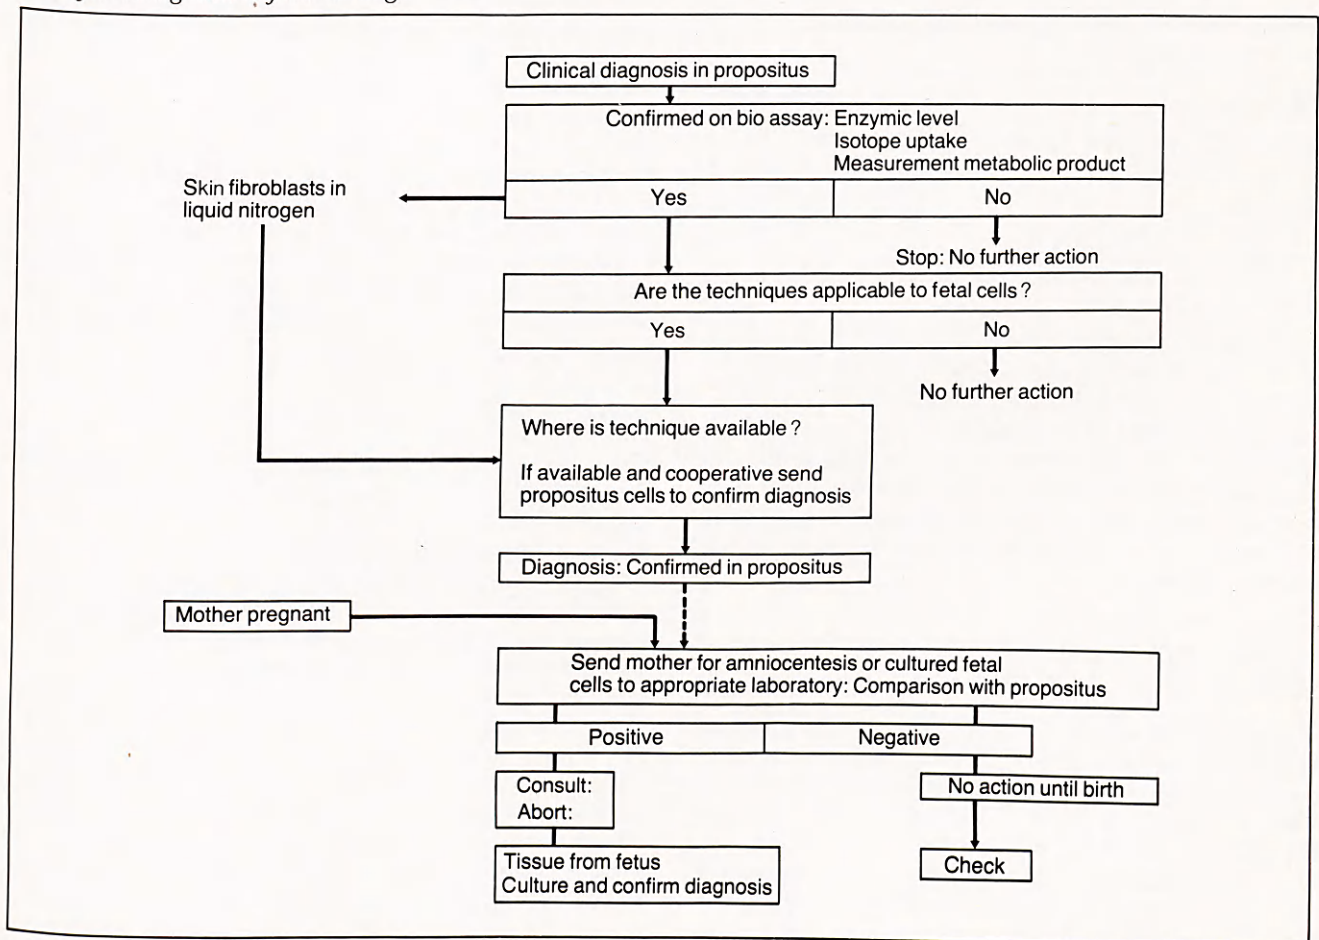 Clinical diagnosis in propositus
Confirmed on bio assay: Enzymic level
Isotope uptake
Measurement metabolic product
Yes
No
Skin fibroblasts in
liquid nitrogen
Stop: No further action
Are the techniques applicable to fetal cells?
Yes
No
No further action
Where is technique available?
If available and cooperative send
propositus cells to confirm diagnosis
Diagnosis: Confirmed in propositus
Mother pregnant
Send mother for amniocentesis or cultured fetal
cells to appropriate laboratory: Comparison with propositus
Positive
Negative
Consult:
Abort:
No action until birth
Tissue from fetus
Culture and confirm diagnosis
Check